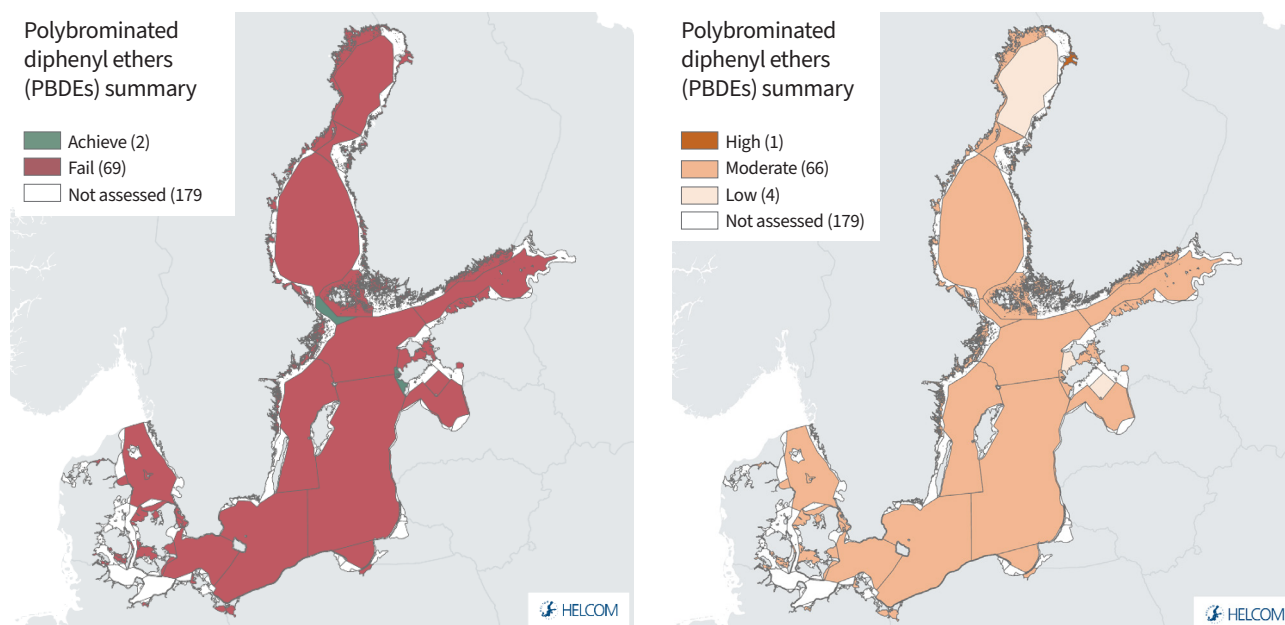 Polybrominated
diphenyl ethers
(PBDEs) summary
Achieve (2)
Fail (69)
Not assessed (179
HELCOM
Polybrominated
diphenyl ethers
(PBDEs) summary
High (1)
Moderate (66)
Low (4)
Not assessed (179)
HELCOM